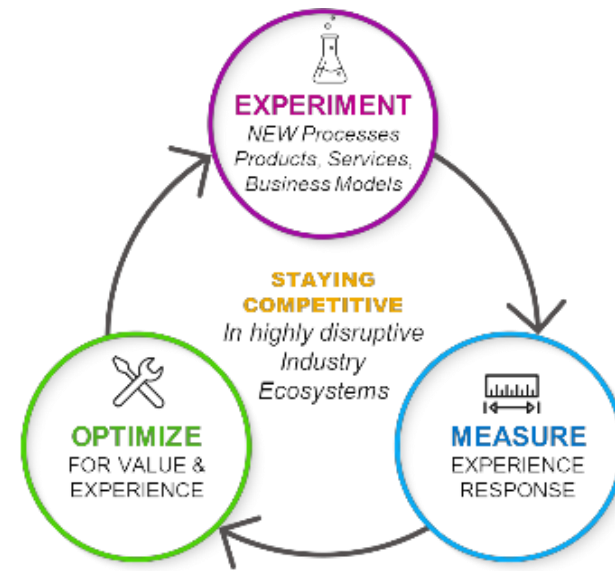 EXPERIMENT
NEW Processes
Products, Services,
Business Models
STAYING
COMPETITIVE
In highly disruptive
Industry
Ecosystems
OPTIMIZE
FOR VALUE &
EXPERIENCE
MEASURE
EXPERIENCE
RESPONSE